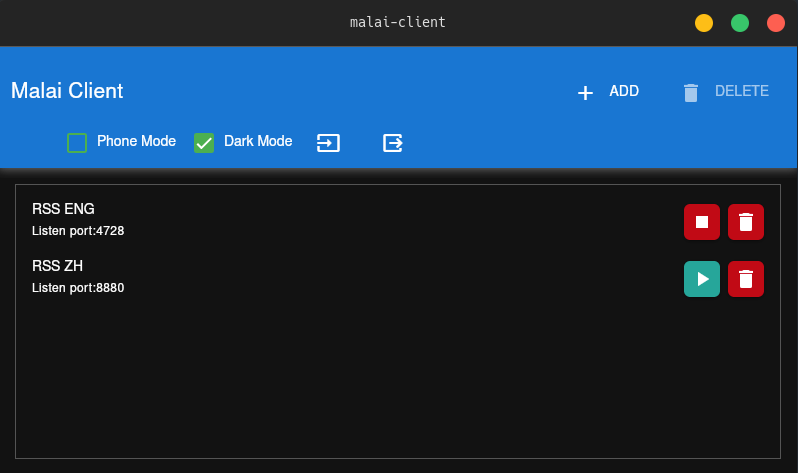 malai-client
Malai Client
ADD
DELETE
Phone Mode
Dark Mode
RSS ENG
Listen port:4728
RSS ZH
Listen port:8880